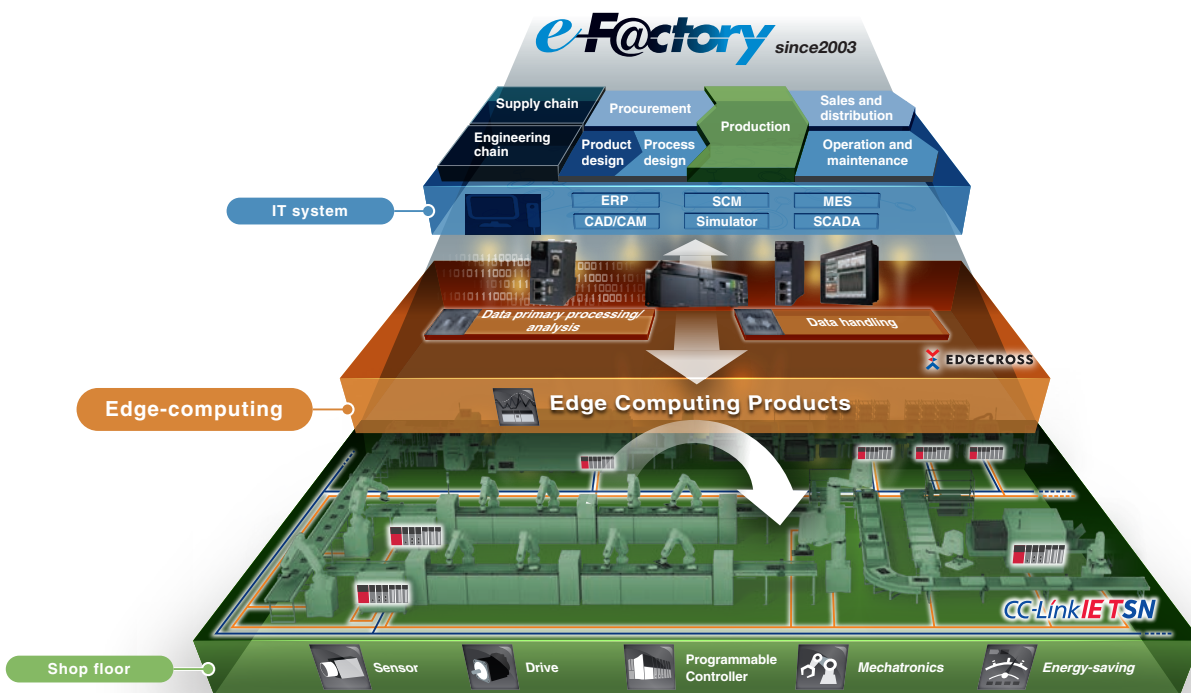 e-F@ctory since2003
Supply chain
Procurement
Production
Sales and
distribution
Engineering
chain
Product
design
Process
design
Operation and
maintenance
IT system
ERP
SCM
MES
CAD/CAM
Simulator
SCADA
Data primary processing/
analysis
Data handling
EDGECROSS
Edge-computing
Edge Computing Products
CC-Link IE TSN
Shop floor
Sensor
Drive
Programmable
Controller
Mechatronics
Energy-saving